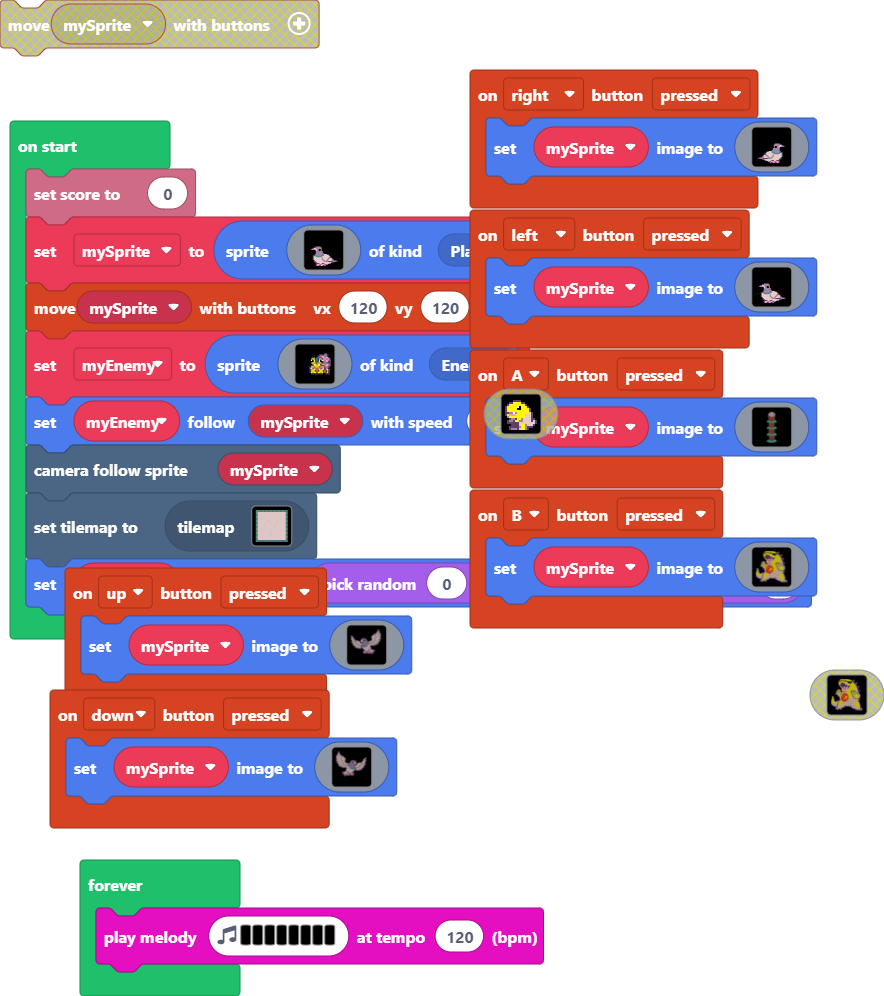 move mySprite with buttons
on start
set score to 0
set mySprite to sprite of kind
move mySprite with buttons vx 120 vy 120
set myEnemy to sprite of kind
set myEnemy follow mySprite with speed
camera follow sprite mySprite
set tilemap to tilemap
set pick random 0
on right button pressed
set mySprite image to
on left button pressed
set mySprite image to
on A button pressed
mySprite image to
on B button pressed
set mySprite image to
on up button pressed
set mySprite image to
on down button pressed
set mySprite image to
forever
play melody at tempo 120 (bpm)